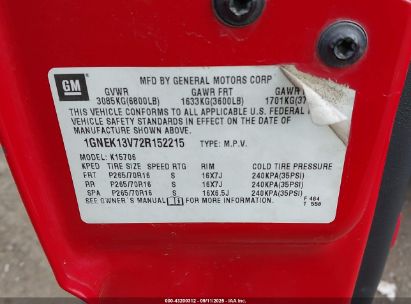 GM
MFD BY GENERAL MOTORS CORP
GVWR GAWR FRT GAWR
3085KG(6800LB) 1633KG(3600LB) 1701KG(37
THIS VEHICLE CONFORMS TO ALL APPLICABLE U.S. FEDERAL
VEHICLE SAFETY STANDARDS IN EFFECT ON THE DATE OF
MANUFACTURE SHOWN ABOVE.
1GNEK13V72R152215 TYPE: M.P.V.
MODEL: K15706
KPED TIRE SIZE SPEED RTG RIM COLD TIRE PRESSURE
FRT P265/70R16 S 16X7J 240KPA(35PSI)
RR P265/70R16 S 16X7J 240KPA(35PSI)
SPA P265/70R16 S 16X6.5J 240KPA(35PSI)
SEE OWNER'S MANUAL FOR MORE INFORMATION.